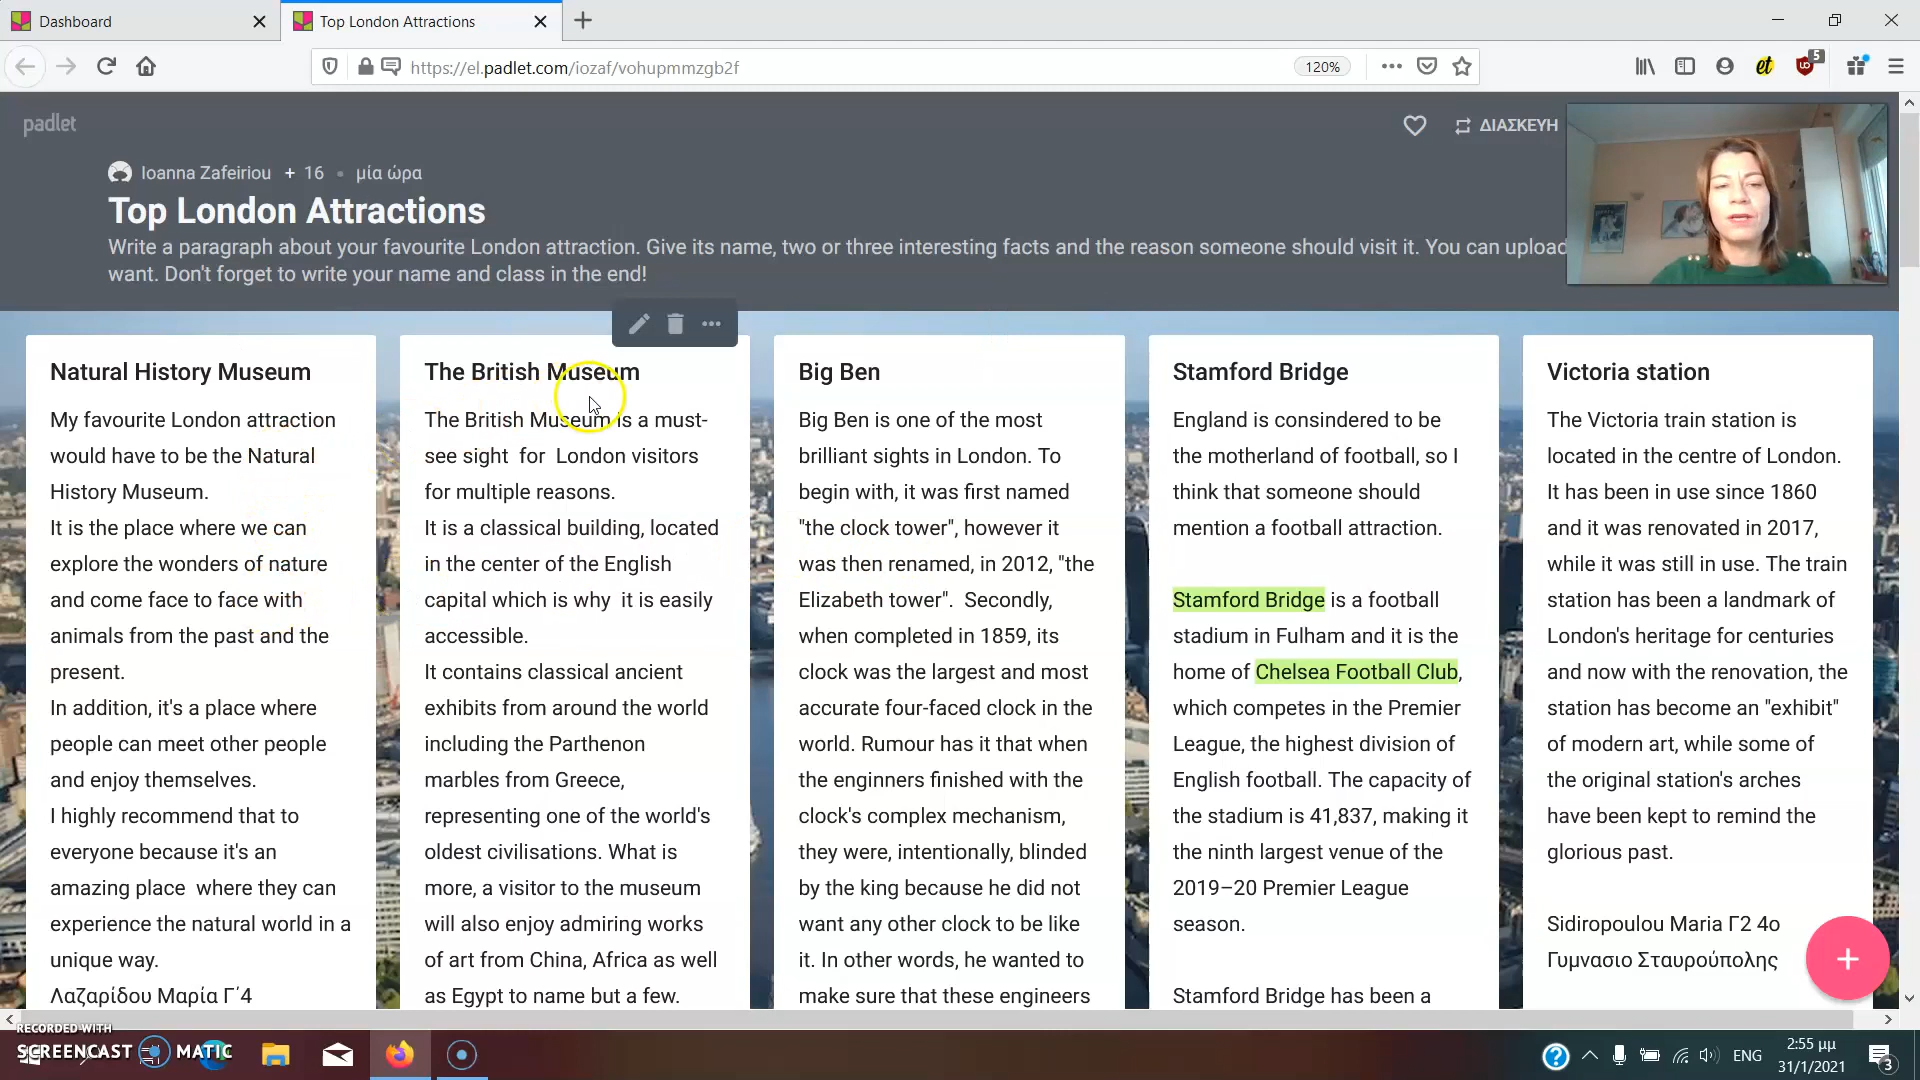 Dashboard
Top London Attractions
https://el.padlet.com/iozaf/vohupmmzgb2f
120%
5
padlet
ΔΙΑΣΚΕΥΗ
Ioanna Zafeiriou + 16 • μία ώρα
Top London Attractions
Write a paragraph about your favourite London attraction. Give its name, two or three interesting facts and the reason someone should visit it. You can upload
want. Don't forget to write your name and class in the end!
Natural History Museum
My favourite London attraction
would have to be the Natural
History Museum.
It is the place where we can
explore the wonders of nature
and come face to face with
animals from the past and the
present.
In addition, it's a place where
people can meet other people
and enjoy themselves.
I highly recommend that to
everyone because it's an
amazing place where they can
experience the natural world in a
unique way.
Λαζαρίδου Μαρία Γ΄4
The British Museum
The British Museum is a must-
see sight for London visitors
for multiple reasons.
It is a classical building, located
in the center of the English
capital which is why it is easily
accessible.
It contains classical ancient
exhibits from around the world
including the Parthenon
marbles from Greece,
representing one of the world's
oldest civilisations. What is
more, a visitor to the museum
will also enjoy admiring works
of art from China, Africa as well
as Egypt to name but a few.
Big Ben
Big Ben is one of the most
brilliant sights in London. To
begin with, it was first named
"the clock tower", however it
was then renamed, in 2012, "the
Elizabeth tower". Secondly,
when completed in 1859, its
clock was the largest and most
accurate four-faced clock in the
world. Rumour has it that when
the enginners finished with the
clock's complex mechanism,
they were, intentionally, blinded
by the king because he did not
want any other clock to be like
it. In other words, he wanted to
make sure that these engineers
Stamford Bridge
England is consindered to be
the motherland of football, so I
think that someone should
mention a football attraction.
Stamford Bridge is a football
stadium in Fulham and it is the
home of Chelsea Football Club,
which competes in the Premier
League, the highest division of
English football. The capacity of
the stadium is 41,837, making it
the ninth largest venue of the
2019–20 Premier League
season.
Stamford Bridge has been a
Victoria station
The Victoria train station is
located in the centre of London.
It has been in use since 1860
and it was renovated in 2017,
while it was still in use. The train
station has been a landmark of
London's heritage for centuries
and now with the renovation, the
station has become an "exhibit"
of modern art, while some of
the original station's arches
have been kept to remind the
glorious past.
Sidiropoulou Maria Γ2 4ο
Γυμνασιο Σταυρούπολης
RECORDED WITH
SCREENCAST MATIC
ENG
2:55 μμ
31/1/2021
3